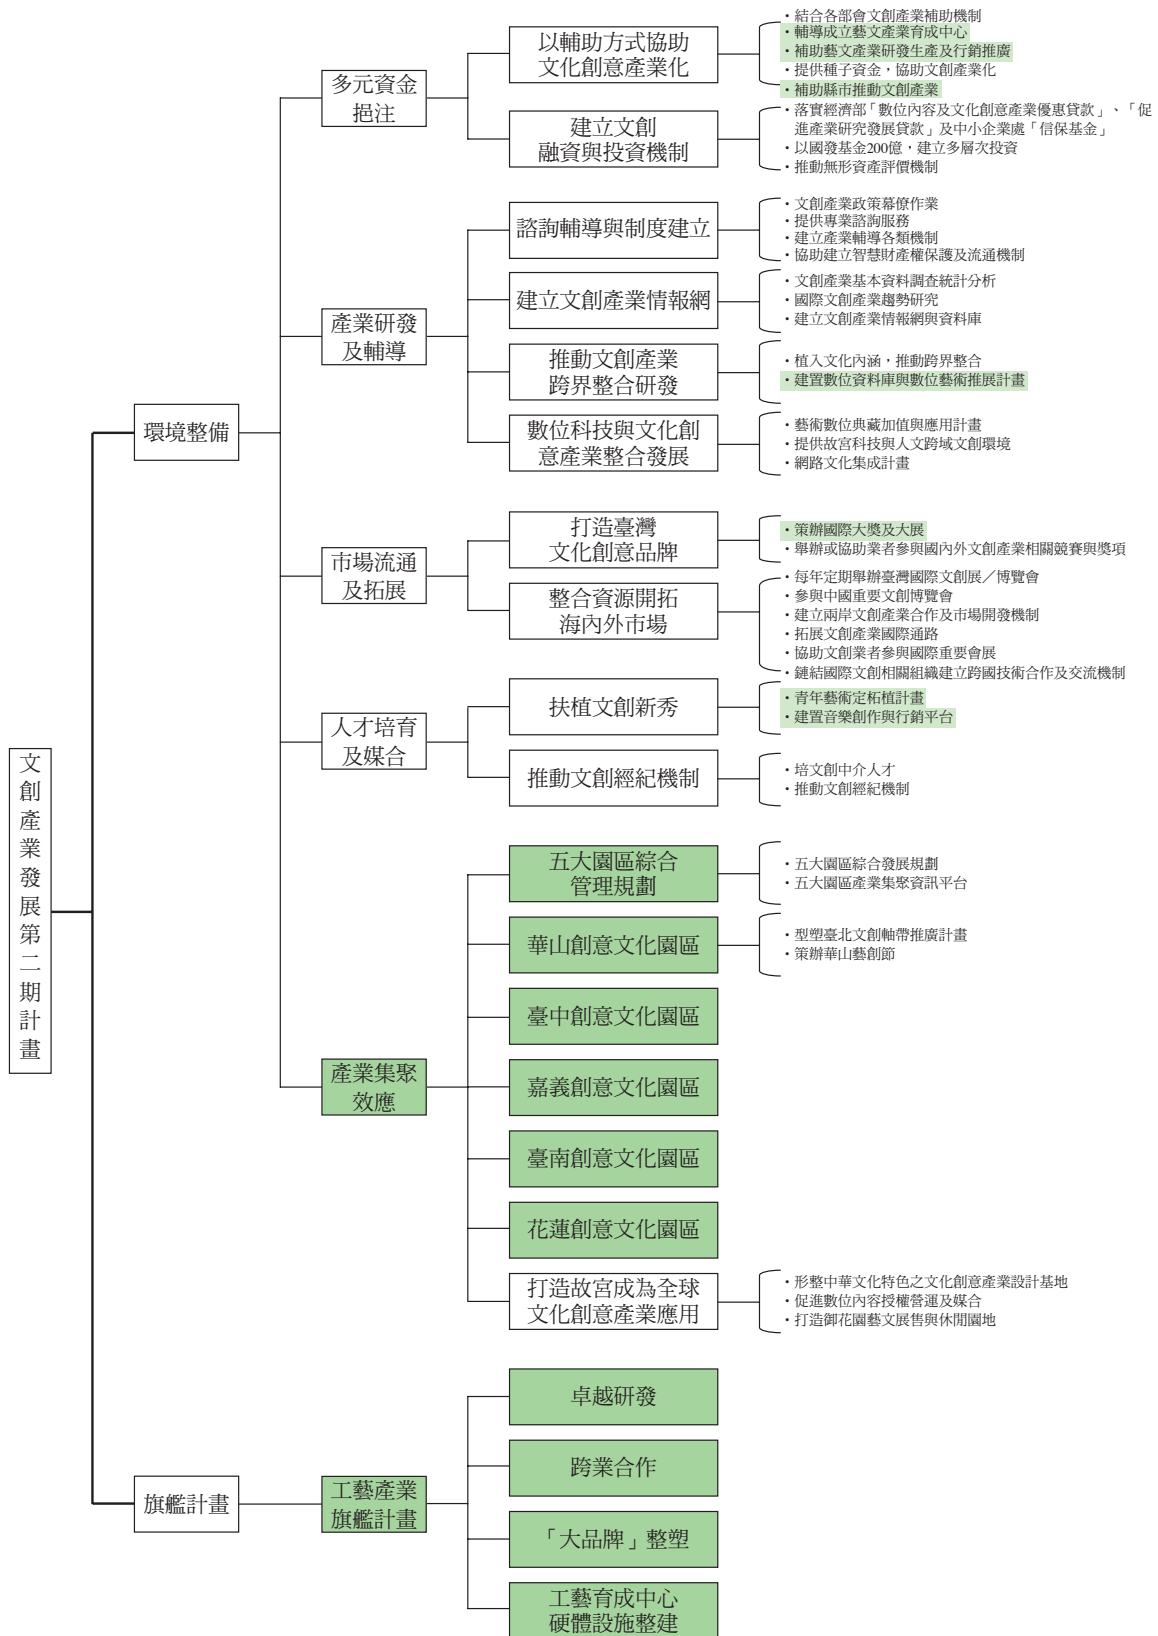 文創產業發展第二期計畫
環境整備
多元資金
挹注
以輔助方式協助
文化創意產業化
・結合各部會文創產業補助機制
・輔導成立藝文產業育成中心
・補助藝文產業研發生產及行銷推廣
・提供種子資金，協助文創產業化
・補助縣市推動文創產業
建立文創
融資與投資機制
・落實經濟部「數位內容及文化創意產業優惠貸款」、「促
進產業研究發展貸款」及中小企業處「信保基金」
・以國發基金200億，建立多層次投資
・推動無形資產評價機制
產業研發
及輔導
諮詢輔導與制度建立
・文創產業政策幕僚作業
・提供專業諮詢服務
・建立產業輔導各類機制
・協助建立智慧財產權保護及流通機制
建立文創產業情報網
・文創產業基本資料調查統計分析
・國際文創產業趨勢研究
・建立文創產業情報網與資料庫
推動文創產業
跨界整合研發
・植入文化內涵，推動跨界整合
・建置數位資料庫與數位藝術推展計畫
數位科技與文化創
意產業整合發展
・藝術數位典藏加值與應用計畫
・提供故宮科技與人文跨域文創環境
・網路文化集成計畫
市場流通
及拓展
打造臺灣
文化創意品牌
・策辦國際大獎及大展
・舉辦或協助業者參與國內外文創產業相關競賽與獎項
整合資源開拓
海內外市場
・每年定期舉辦臺灣國際文創展／博覽會
・參與中國重要文創博覽會
・建立兩岸文創產業合作及市場開發機制
・拓展文創產業國際通路
・協助文創業者參與國際重要會展
・鏈結國際文創相關組織建立跨國技術合作及交流機制
人才培育
及媒合
扶植文創新秀
・青年藝術定柘植計畫
・建置音樂創作與行銷平台
推動文創經紀機制
・培文創中介人才
・推動文創經紀機制
產業集聚
效應
五大園區綜合
管理規劃
・五大園區綜合發展規劃
・五大園區產業集聚資訊平台
華山創意文化園區
・型塑臺北文創軸帶推廣計畫
・策辦華山藝創節
臺中創意文化園區
嘉義創意文化園區
臺南創意文化園區
花蓮創意文化園區
打造故宮成為全球
文化創意產業應用
・形整中華文化特色之文化創意產業設計基地
・促進數位內容授權營運及媒合
・打造御花園藝文展售與休閒園地
旗艦計畫
工藝產業
旗艦計畫
卓越研發
跨業合作
「大品牌」整塑
工藝育成中心
硬體設施整建